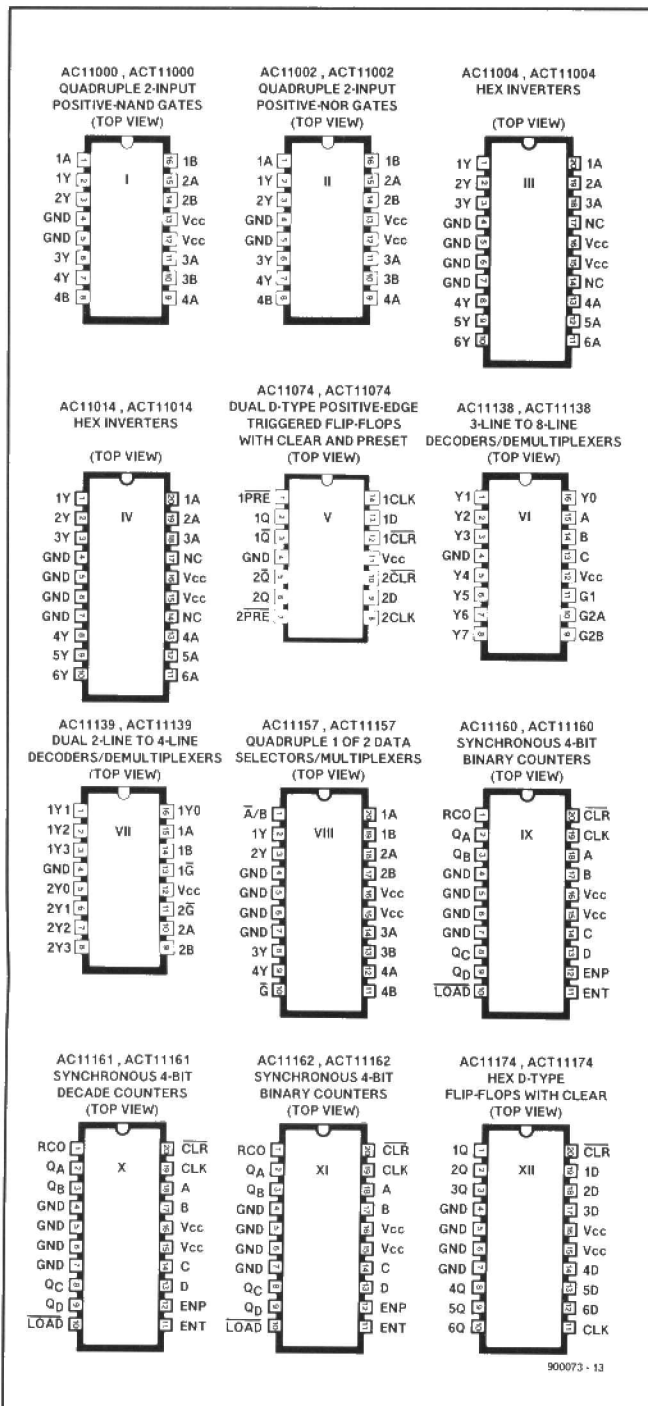 AC11000 , ACT11000
QUADRUPLE 2-INPUT
POSITIVE-NAND GATES
(TOP VIEW)
I
1A 1 16 1B
1Y 2 15 2A
2Y 3 14 2B
GND 4 13 Vcc
GND 5 12 Vcc
3Y 6 11 3A
4Y 7 10 3B
4B 8 9 4A
AC11002 , ACT11002
QUADRUPLE 2-INPUT
POSITIVE-NOR GATES
(TOP VIEW)
II
1A 1 16 1B
1Y 2 15 2A
2Y 3 14 2B
GND 4 13 Vcc
GND 5 12 Vcc
3Y 6 11 3A
4Y 7 10 3B
4B 8 9 4A
AC11004 , ACT11004
HEX INVERTERS
(TOP VIEW)
III
1Y 1 20 1A
2Y 2 19 2A
3Y 3 18 3A
GND 4 17 NC
GND 5 16 Vcc
GND 6 15 Vcc
GND 7 14 NC
4Y 8 13 4A
5Y 9 12 5A
6Y 10 11 6A
AC11014 , ACT11014
HEX INVERTERS
(TOP VIEW)
IV
1Y 1 20 1A
2Y 2 19 2A
3Y 3 18 3A
GND 4 17 NC
GND 5 16 Vcc
GND 6 15 Vcc
GND 7 14 NC
4Y 8 13 4A
5Y 9 12 5A
6Y 10 11 6A
AC11074 , ACT11074
DUAL D-TYPE POSITIVE-EDGE
TRIGGERED FLIP-FLOPS
WITH CLEAR AND PRESET
(TOP VIEW)
V
1P̅R̅E̅ 1 14 1CLK
1Q 2 13 1D
1Q̅ 3 12 1C̅L̅R̅
GND 4 11 Vcc
2Q̅ 5 10 2C̅L̅R̅
2Q 6 9 2D
2P̅R̅E̅ 7 8 2CLK
AC11138 , ACT11138
3-LINE TO 8-LINE
DECODERS/DEMULTIPLEXERS
(TOP VIEW)
VI
Y1 1 16 Y0
Y2 2 15 A
Y3 3 14 B
GND 4 13 C
Y4 5 12 Vcc
Y5 6 11 G1
Y6 7 10 G2A
Y7 8 9 G2B
AC11139 , ACT11139
DUAL 2-LINE TO 4-LINE
DECODERS/DEMULTIPLEXERS
(TOP VIEW)
VII
1Y1 1 16 1Y0
1Y2 2 15 1A
1Y3 3 14 1B
GND 4 13 1G̅
2Y0 5 12 Vcc
2Y1 6 11 2G̅
2Y2 7 10 2A
2Y3 8 9 2B
AC11157 , ACT11157
QUADRUPLE 1 OF 2 DATA
SELECTORS/MULTIPLEXERS
(TOP VIEW)
VIII
A̅/B 1 20 1A
1Y 2 19 1B
2Y 3 18 2A
GND 4 17 2B
GND 5 16 Vcc
GND 6 15 Vcc
GND 7 14 3A
3Y 8 13 3B
4Y 9 12 4A
G̅ 10 11 4B
AC11160 , ACT11160
SYNCHRONOUS 4-BIT
BINARY COUNTERS
(TOP VIEW)
IX
RCO 1 20 C̅L̅R̅
QA 2 19 CLK
QB 3 18 A
GND 4 17 B
GND 5 16 Vcc
GND 6 15 Vcc
GND 7 14 C
QC 8 13 D
QD 9 12 ENP
L̅O̅A̅D̅ 10 11 ENT
AC11161 , ACT11161
SYNCHRONOUS 4-BIT
DECADE COUNTERS
(TOP VIEW)
X
RCO 1 20 C̅L̅R̅
QA 2 19 CLK
QB 3 18 A
GND 4 17 B
GND 5 16 Vcc
GND 6 15 Vcc
GND 7 14 C
QC 8 13 D
QD 9 12 ENP
L̅O̅A̅D̅ 10 11 ENT
AC11162 , ACT11162
SYNCHRONOUS 4-BIT
BINARY COUNTERS
(TOP VIEW)
XI
RCO 1 20 C̅L̅R̅
QA 2 19 CLK
QB 3 18 A
GND 4 17 B
GND 5 16 Vcc
GND 6 15 Vcc
GND 7 14 C
QC 8 13 D
QD 9 12 ENP
L̅O̅A̅D̅ 10 11 ENT
AC11174 , ACT11174
HEX D-TYPE
FLIP-FLOPS WITH CLEAR
(TOP VIEW)
XII
1Q 1 20 C̅L̅R̅
2Q 2 19 1D
3Q 3 18 2D
GND 4 17 3D
GND 5 16 Vcc
GND 6 15 Vcc
GND 7 14 4D
4Q 8 13 5D
5Q 9 12 6D
6Q 10 11 CLK
900073 - 13